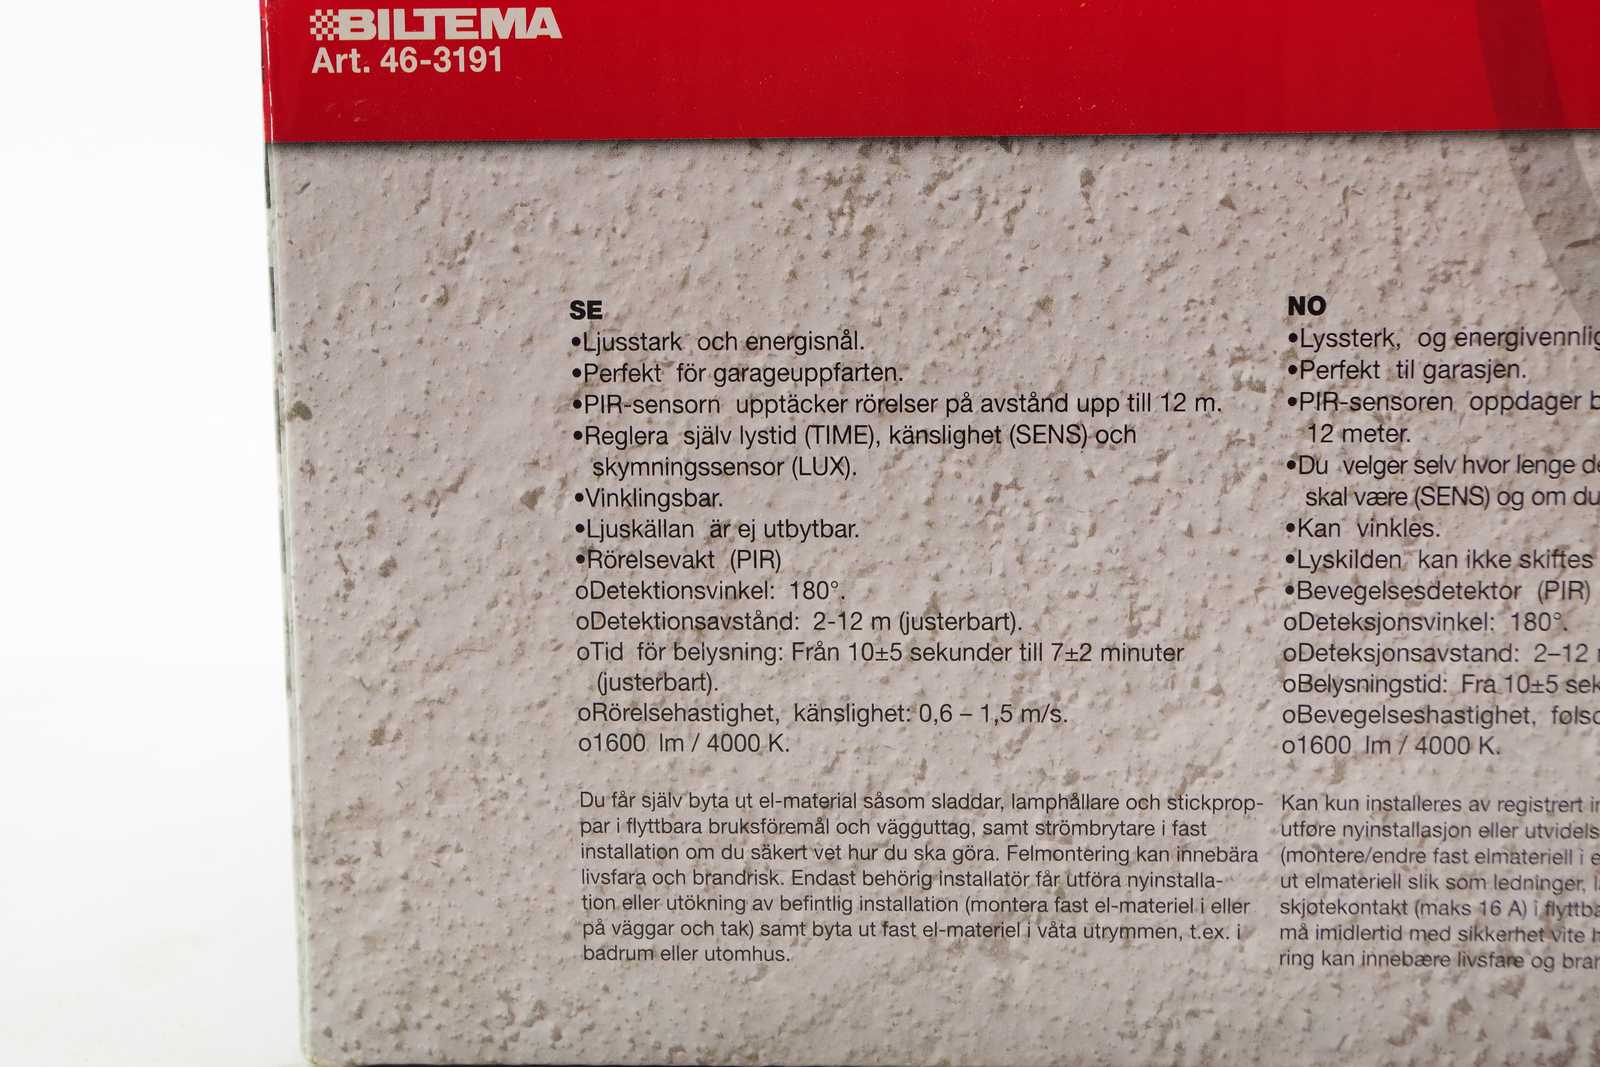 BILTEMA
Art. 46-3191
SE
•Ljusstark och energisnål.
•Perfekt för garageuppfarten.
•PIR-sensorn upptäcker rörelser på avstånd upp till 12 m.
•Reglera själv lystid (TIME), känslighet (SENS) och
skymningssensor (LUX).
•Vinklingsbar.
•Ljuskällan är ej utbytbar.
•Rörelsevakt (PIR)
oDetektionsvinkel: 180°.
oDetektionsavstånd: 2-12 m (justerbart).
oTid för belysning: Från 10±5 sekunder till 7±2 minuter
(justerbart).
oRörelsehastighet, känslighet: 0,6 – 1,5 m/s.
o1600 lm / 4000 K.
Du får själv byta ut el-material såsom sladdar, lamphållare och stickprop-
par i flyttbara bruksföremål och vägguttag, samt strömbrytare i fast
installation om du säkert vet hur du ska göra. Felmontering kan innebära
livsfara och brandrisk. Endast behörig installatör får utföra nyinstalla-
tion eller utökning av befintlig installation (montera fast el-materiel i eller
på väggar och tak) samt byta ut fast el-materiel i våta utrymmen, t.ex. i
badrum eller utomhus.
NO
•Lyssterk, og energivennlig
•Perfekt til garasjen.
•PIR-sensoren oppdager
12 meter.
•Du velger selv hvor lenge
skal være (SENS) og om du
•Kan vinkles.
•Lyskilden kan ikke skiftes
•Bevegelsesdetektor (PIR)
oDeteksjonsvinkel: 180°.
oDeteksjonsavstand: 2–12
oBelysningstid: Fra 10±5
oBevegelseshastighet,
o1600 lm / 4000 K.
Kan kun installeres av registrert
utføre nyinstallasjon eller
(montere/endre fast elmateriell i
ut elmateriell slik som ledninger,
skjøtekontakt (maks 16 A) i
må imidlertid med sikkerhet vite
ring kan innebære livsfare og